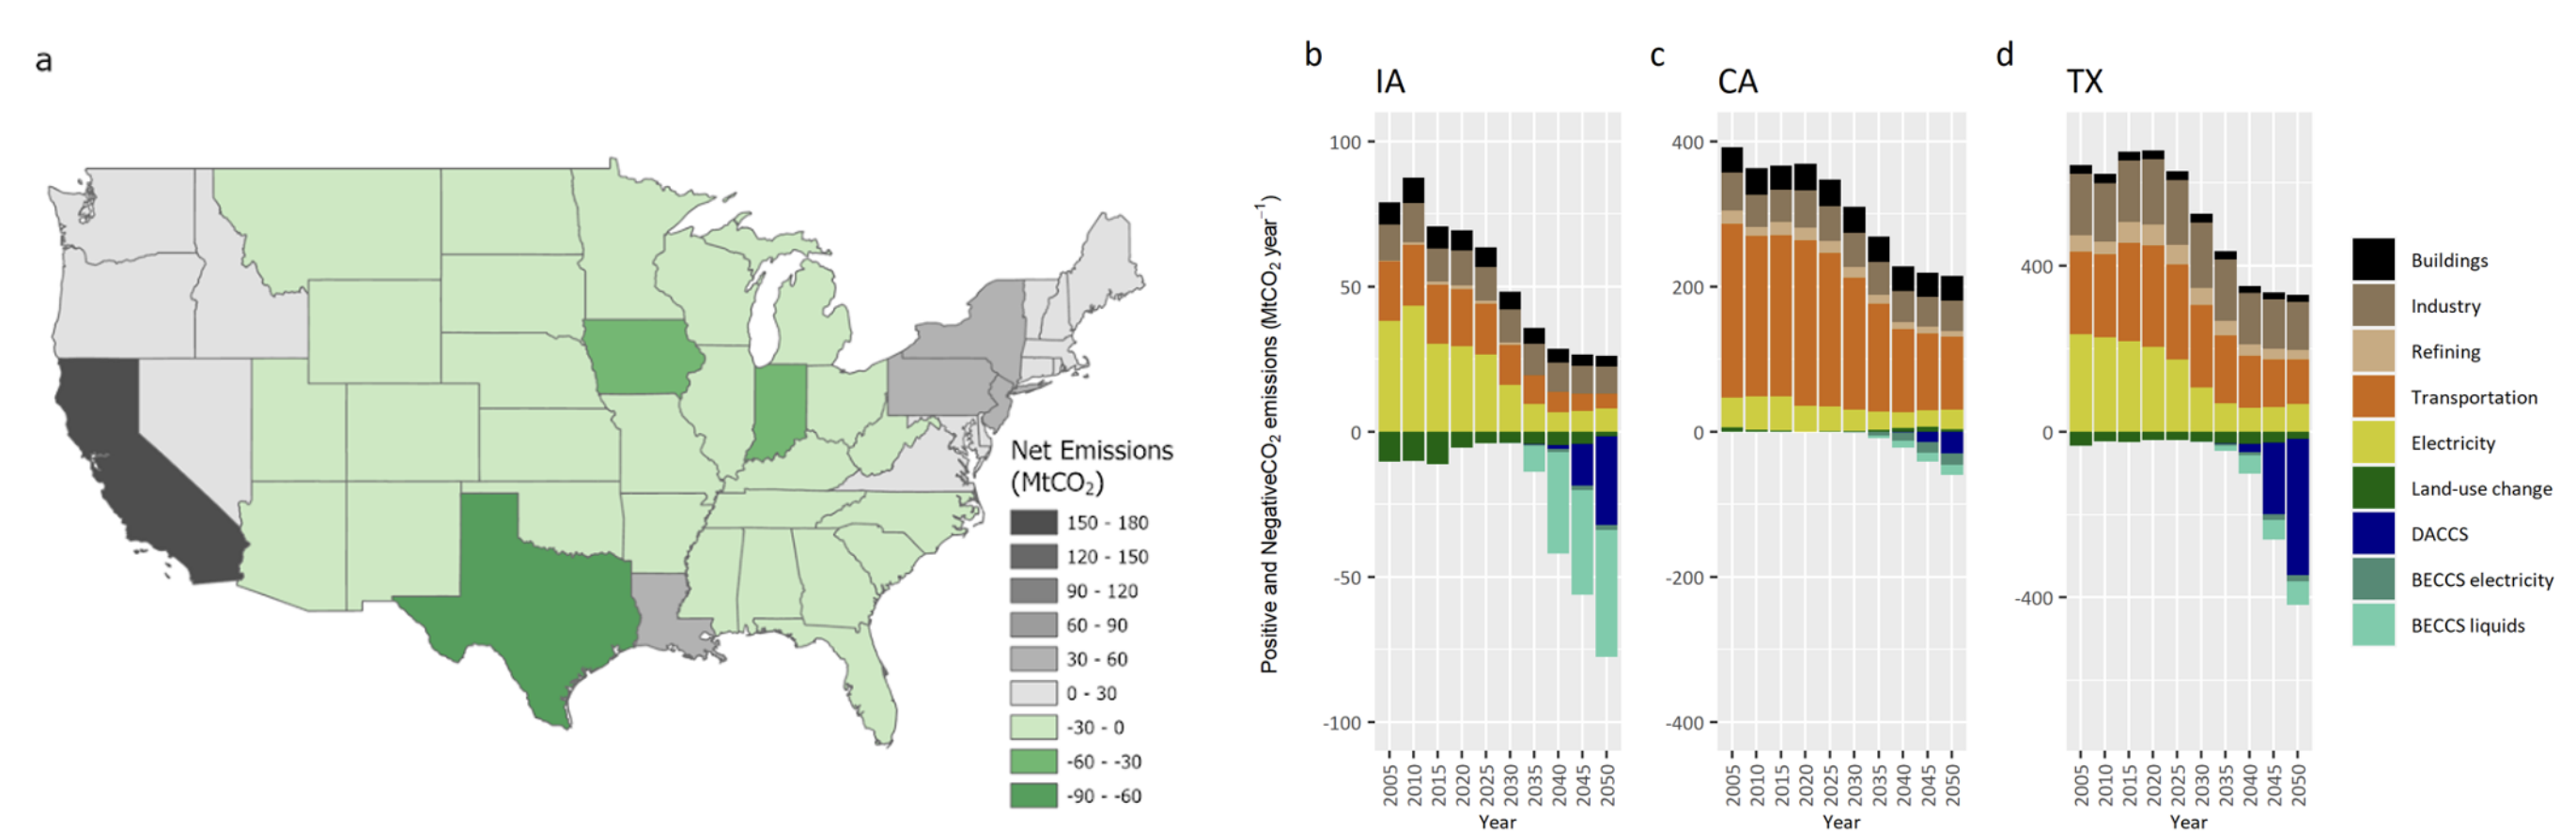 a
Net Emissions
(MtCO₂)
150 - 180
120 - 150
90 - 120
60 - 90
30 - 60
0 - 30
-30 - 0
-60 - -30
-90 - -60
Positive and NegativeCO₂ emissions (MtCO₂ year⁻¹)
b
IA
100
50
0
-50
-100
2005 2010 2015 2020 2025 2030 2035 2040 2045 2050
Year
c
CA
400
200
0
-200
-400
2005 2010 2015 2020 2025 2030 2035 2040 2045 2050
Year
d
TX
400
0
-400
2005 2010 2015 2020 2025 2030 2035 2040 2045 2050
Year
Buildings
Industry
Refining
Transportation
Electricity
Land-use change
DACCS
BECCS electricity
BECCS liquids